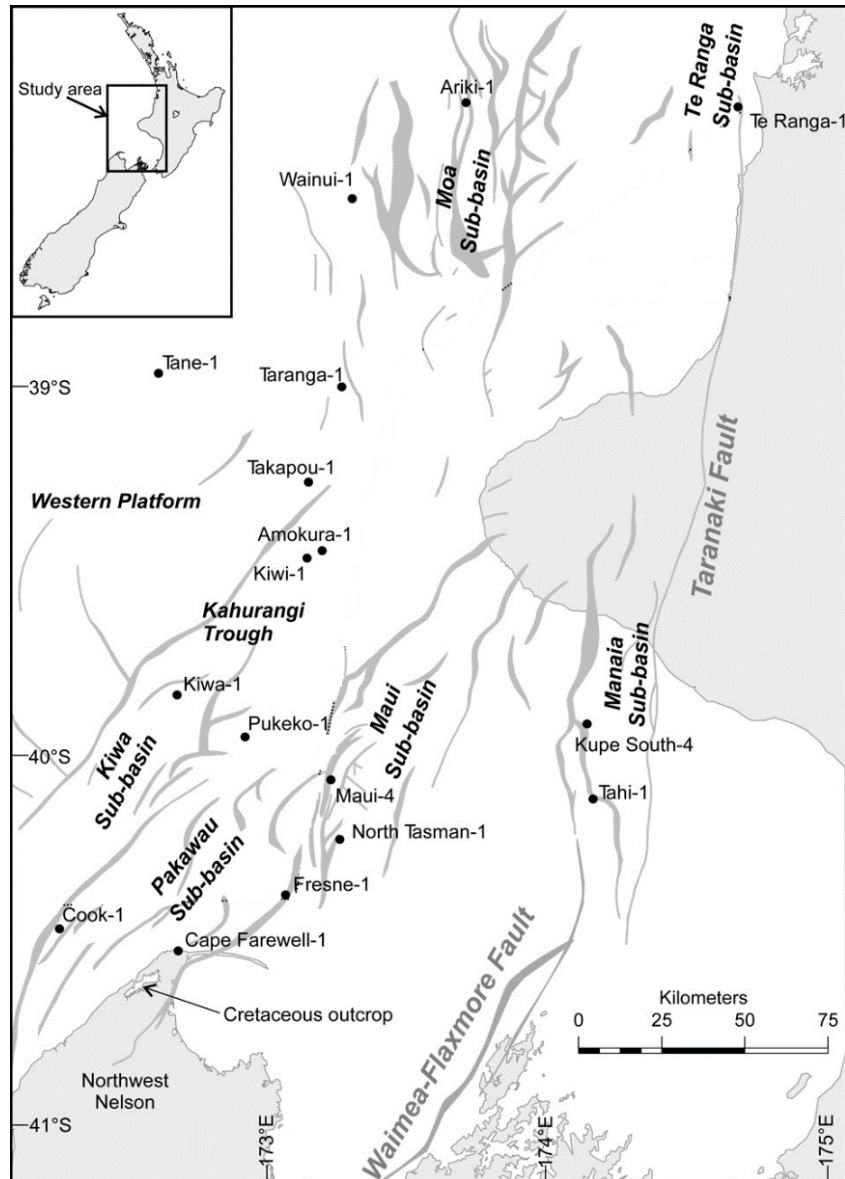 Study area
Ariki-1
Te Ranga
Sub-basin
Te Ranga-1
Wainui-1
Moa
Sub-basin
Tane-1
Taranga-1
39°S
Takapou-1
Western Platform
Amokura-1
Kiwi-1
Taranaki Fault
Kahurangi
Trough
Kiwa-1
Manaia
Sub-basin
Maui
Sub-basin
Pukeko-1
Kupe South-4
40°S
Kiwa
Sub-basin
Maui-4
Tahi-1
North Tasman-1
Pakawau
Sub-basin
Fresne-1
Cook-1
Cape Farewell-1
Waimea-Flaxmore Fault
Cretaceous outcrop
Kilometers
0 25 50 75
Northwest
Nelson
41°S
173°E
174°E
175°E